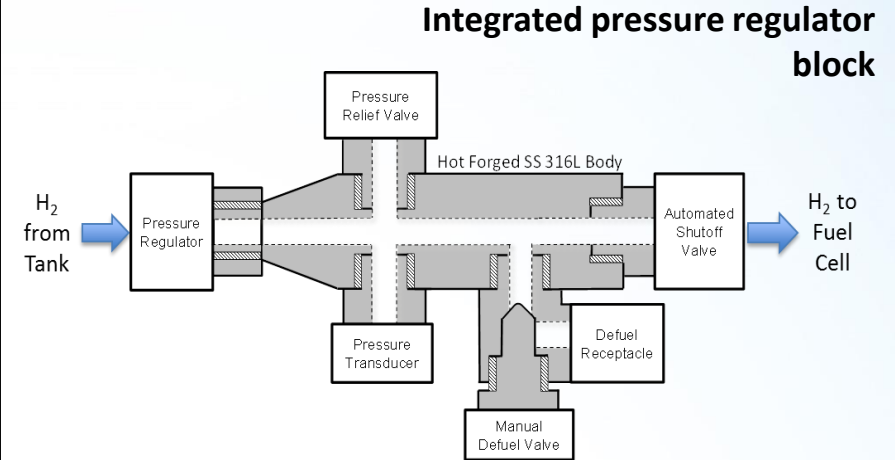 Integrated pressure regulator
block
Pressure
Relief Valve
Hot Forged SS 316L Body
H₂
from
Tank
Pressure
Regulator
Automated
Shutoff
Valve
H₂ to
Fuel
Cell
Pressure
Transducer
Defuel
Receptacle
Manual
Defuel Valve